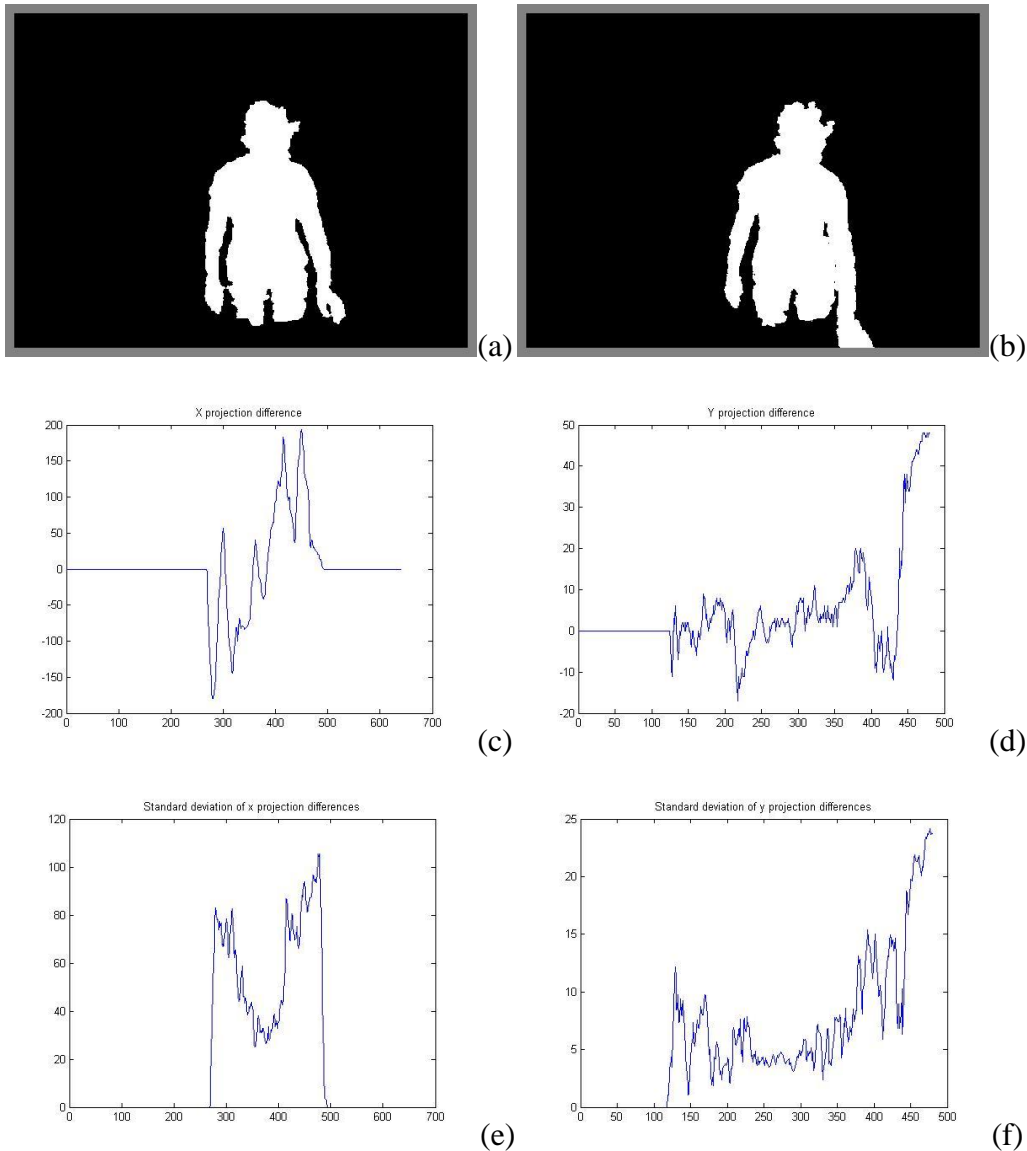 (a)
(b)
X projection difference
200
150
100
50
0
-50
-100
-150
-200
0 100 200 300 400 500 600 700
(c)
Y projection difference
50
40
30
20
10
0
-10
-20
0 50 100 150 200 250 300 350 400 450 500
(d)
Standard deviation of x projection differences
120
100
80
60
40
20
0
0 100 200 300 400 500 600 700
(e)
Standard deviation of y projection differences
25
20
15
10
5
0
0 50 100 150 200 250 300 350 400 450 500
(f)